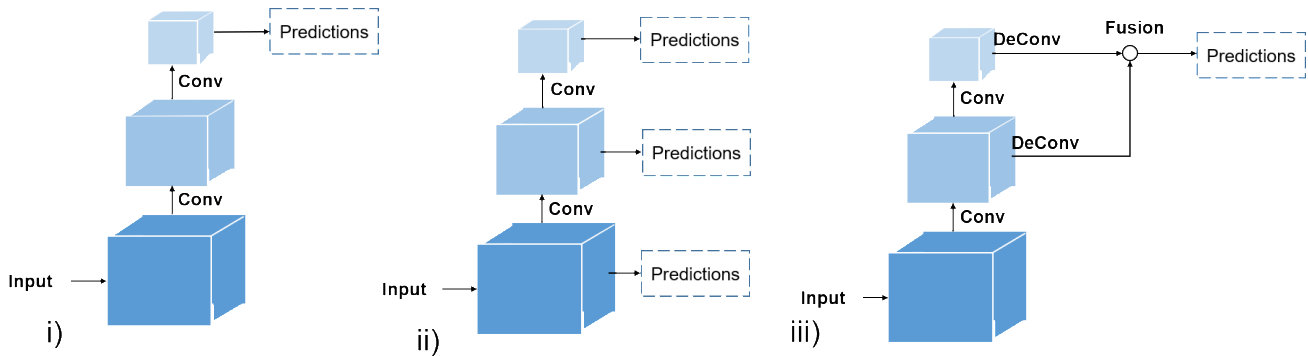 Predictions
Conv
Conv
Input
i)
Predictions
Conv
Predictions
Conv
Predictions
Input
ii)
Fusion
DeConv
Predictions
Conv
DeConv
Conv
Input
iii)